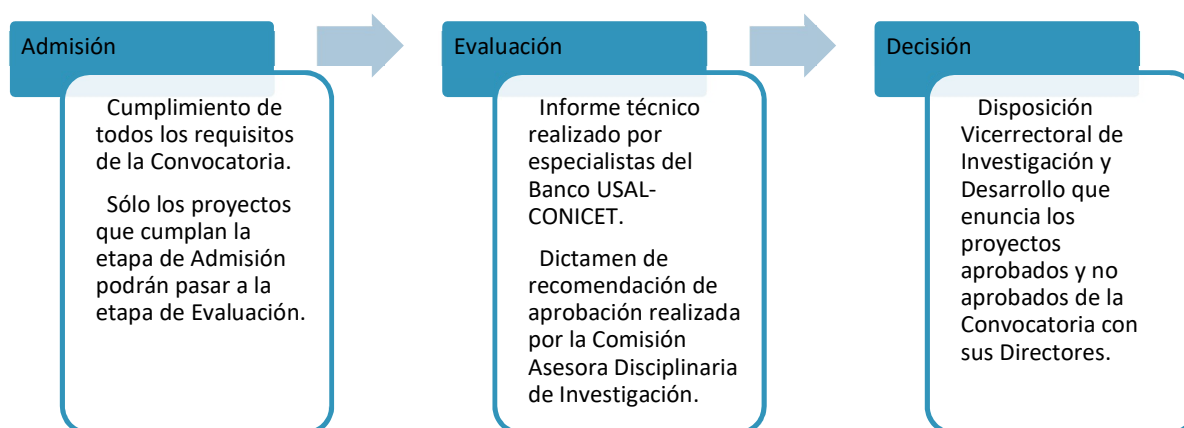 Admisión
Cumplimiento de
todos los requisitos
de la Convocatoria.
Sólo los proyectos
que cumplan la
etapa de Admisión
podrán pasar a la
etapa de Evaluación.
Evaluación
Informe técnico
realizado por
especialistas del
Banco USAL-
CONICET.
Dictamen de
recomendación de
aprobación realizada
por la Comisión
Asesora Disciplinaria
de Investigación.
Decisión
Disposición
Vicerrectoral de
Investigación y
Desarrollo que
enuncia los
proyectos
aprobados y no
aprobados de la
Convocatoria con
sus Directores.